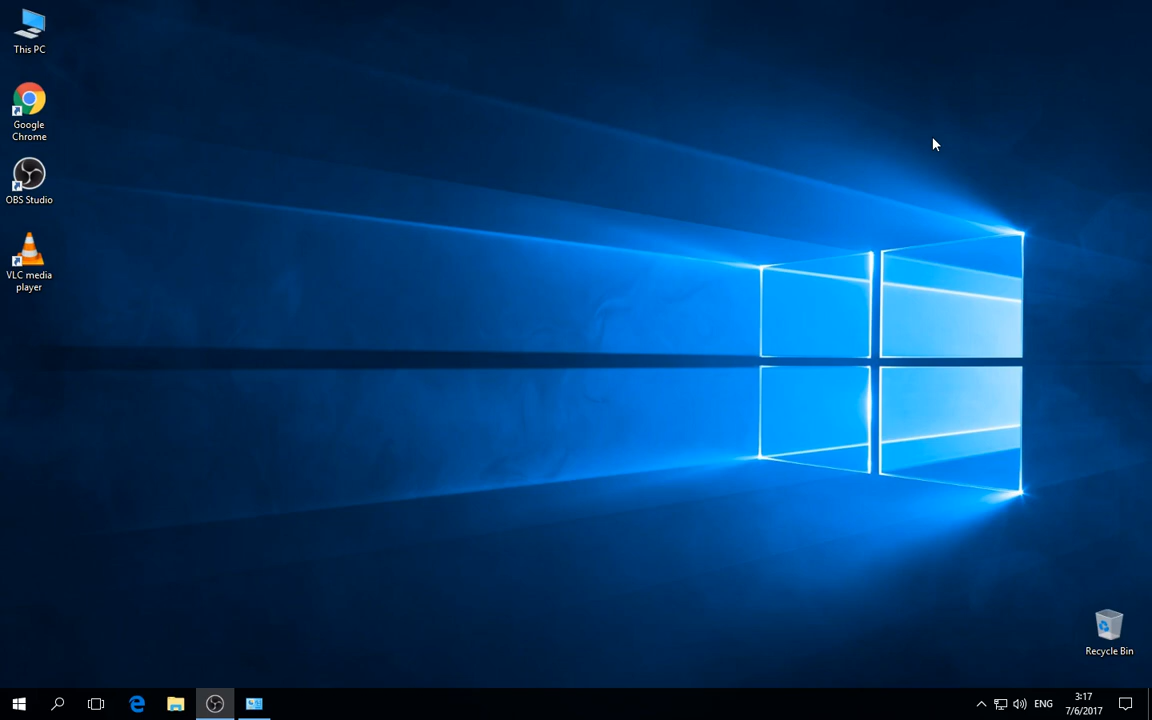 This PC
Google
Chrome
OBS Studio
VLC media
player
Recycle Bin
ENG
3:17
7/6/2017